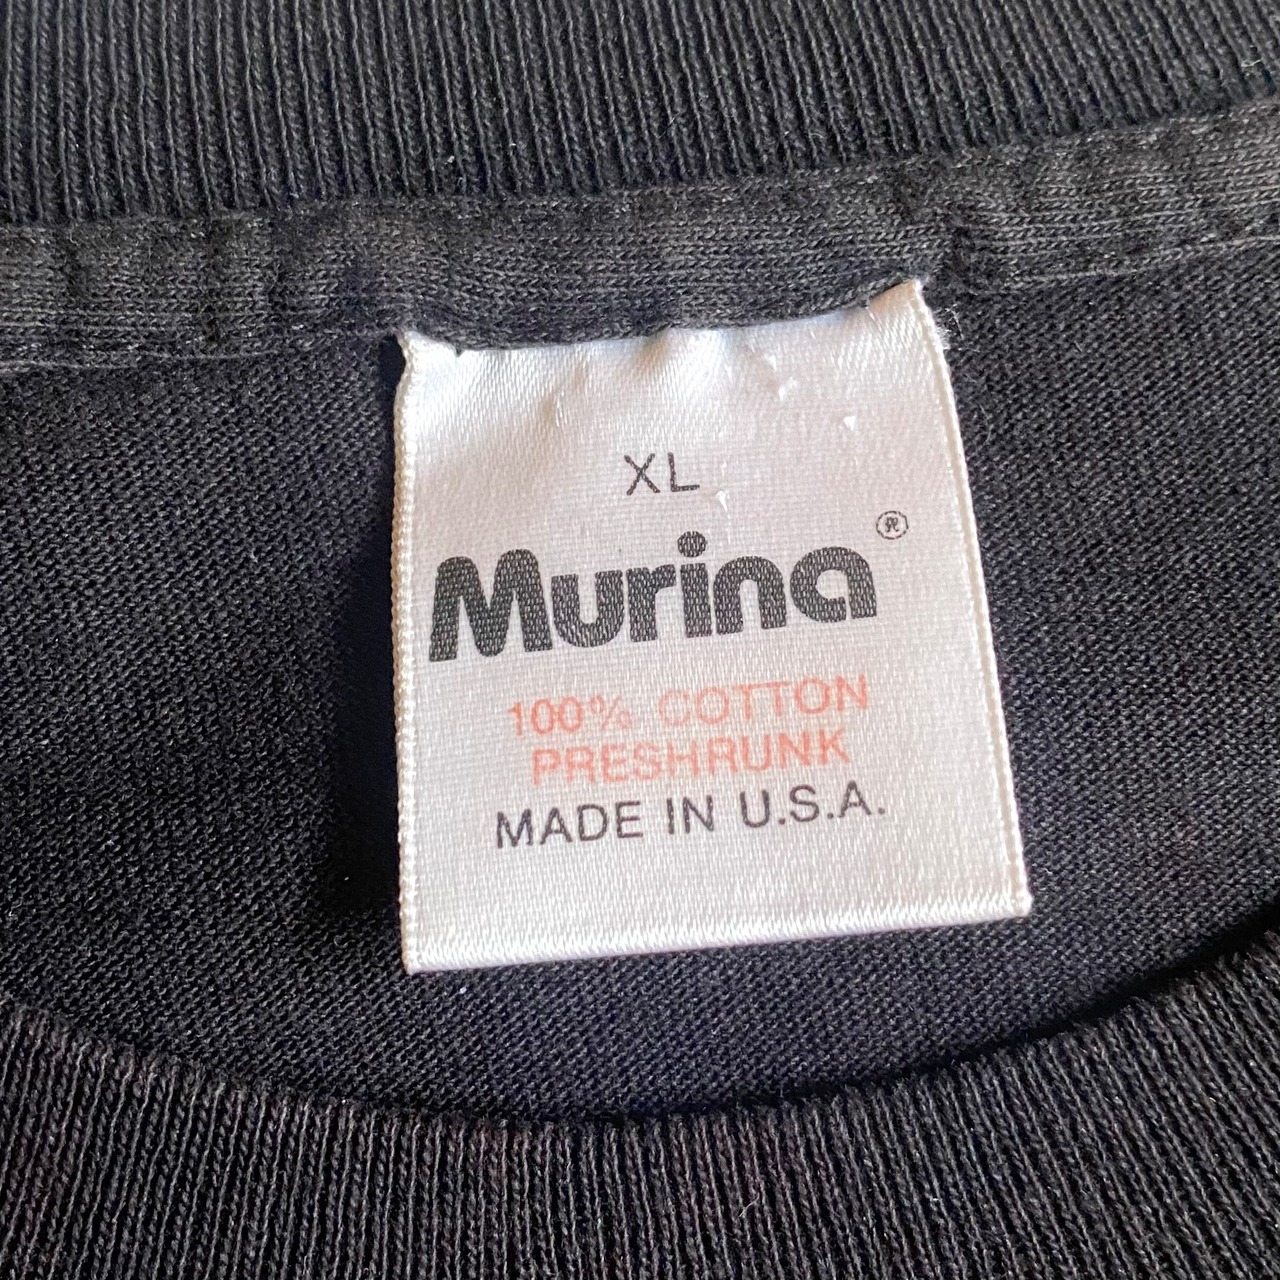 XL
Murina®
100% COTTON
PRESHRUNK
MADE IN U.S.A.